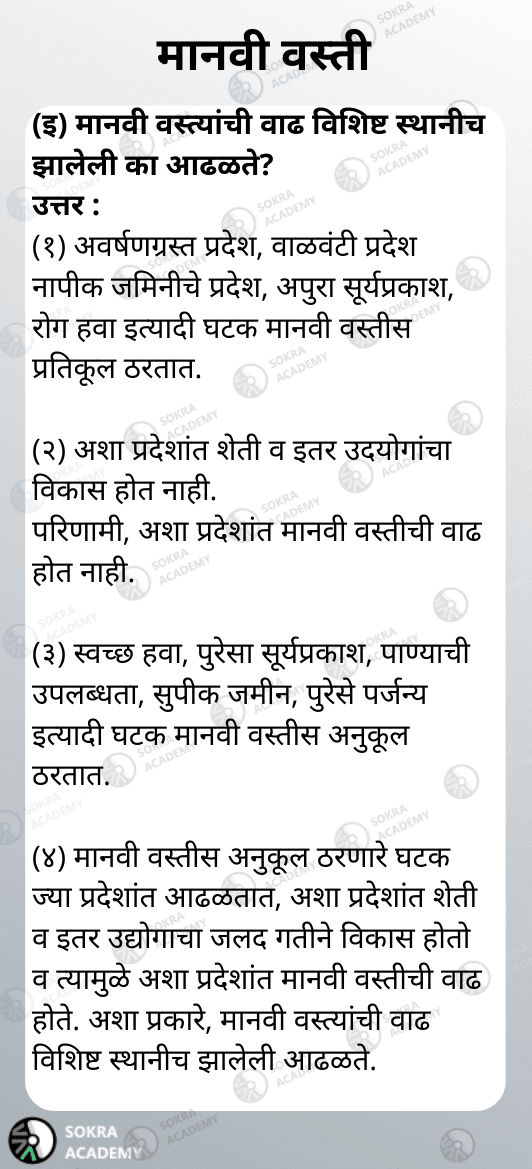 मानवी वस्ती
(इ) मानवी वस्त्यांची वाढ विशिष्ट स्थानीच
झालेली का आढळते?
उत्तर :
(१) अवर्षणग्रस्त प्रदेश, वाळवंटी प्रदेश
नापीक जमिनीचे प्रदेश, अपुरा सूर्यप्रकाश,
रोग हवा इत्यादी घटक मानवी वस्तीस
प्रतिकूल ठरतात.
(२) अशा प्रदेशांत शेती व इतर उदयोगांचा
विकास होत नाही.
परिणामी, अशा प्रदेशांत मानवी वस्तीची वाढ
होत नाही.
(३) स्वच्छ हवा, पुरेसा सूर्यप्रकाश, पाण्याची
उपलब्धता, सुपीक जमीन, पुरेसे पर्जन्य
इत्यादी घटक मानवी वस्तीस अनुकूल
ठरतात.
(४) मानवी वस्तीस अनुकूल ठरणारे घटक
ज्या प्रदेशांत आढळतात, अशा प्रदेशांत शेती
व इतर उद्योगाचा जलद गतीने विकास होतो
व त्यामुळे अशा प्रदेशांत मानवी वस्तीची वाढ
होते. अशा प्रकारे, मानवी वस्त्यांची वाढ
विशिष्ट स्थानीच झालेली आढळते.
SOKRA
ACADEMY